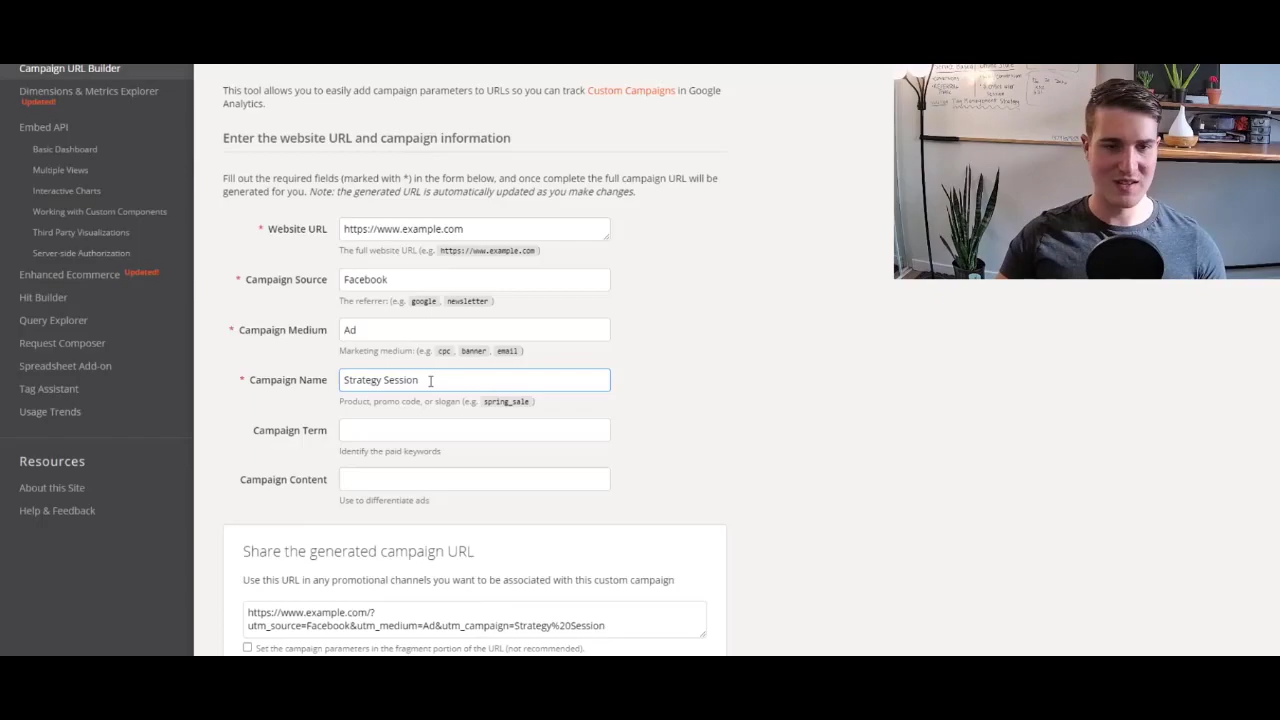 Campaign URL Builder
Dimensions & Metrics Explorer
Updated!
Embed API
Basic Dashboard
Multiple Views
Interactive Charts
Working with Custom Components
Third Party Visualizations
Server-side Authorization
Enhanced Ecommerce Updated!
Hit Builder
Query Explorer
Request Composer
Spreadsheet Add-on
Tag Assistant
Usage Trends
Resources
About this Site
Help & Feedback
This tool allows you to easily add campaign parameters to URLs so you can track Custom Campaigns in Google
Analytics.
Enter the website URL and campaign information
Fill out the required fields (marked with *) in the form below, and once complete the full campaign URL will be
generated for you. Note: the generated URL is automatically updated as you make changes.
* Website URL https://www.example.com
The full website URL (e.g. https://www.example.com )
* Campaign Source Facebook
The referrer: (e.g. google , newsletter )
* Campaign Medium Ad
Marketing medium: (e.g. cpc , banner , email )
* Campaign Name Strategy Session
Product, promo code, or slogan (e.g. spring_sale )
Campaign Term
Identify the paid keywords
Campaign Content
Use to differentiate ads
Share the generated campaign URL
Use this URL in any promotional channels you want to be associated with this custom campaign
https://www.example.com/?
utm_source=Facebook&utm_medium=Ad&utm_campaign=Strategy%20Session
Set the campaign parameters in the fragment portion of the URL (not recommended).